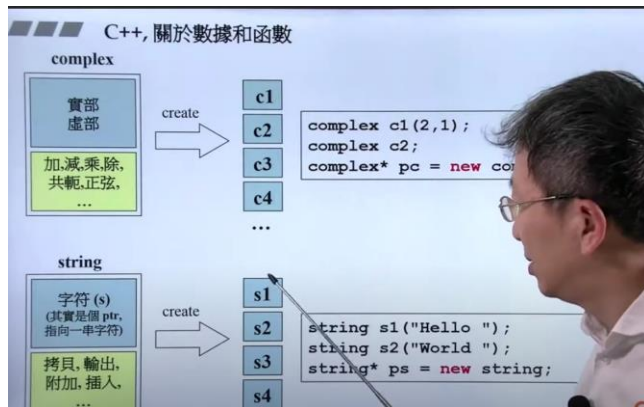 C++, 關於數據和函數
complex
實部
虛部
加,減,乘,除,
共軛,正弦,
...
create
c1
c2
c3
c4
...
complex c1(2,1);
complex c2;
complex* pc = new
string
字符 (s)
(其實是個 ptr,
指向一串字符)
拷貝, 輸出,
附加, 插入,
...
create
s1
s2
s3
s4
string s1("Hello ");
string s2("World ");
string* ps = new string;